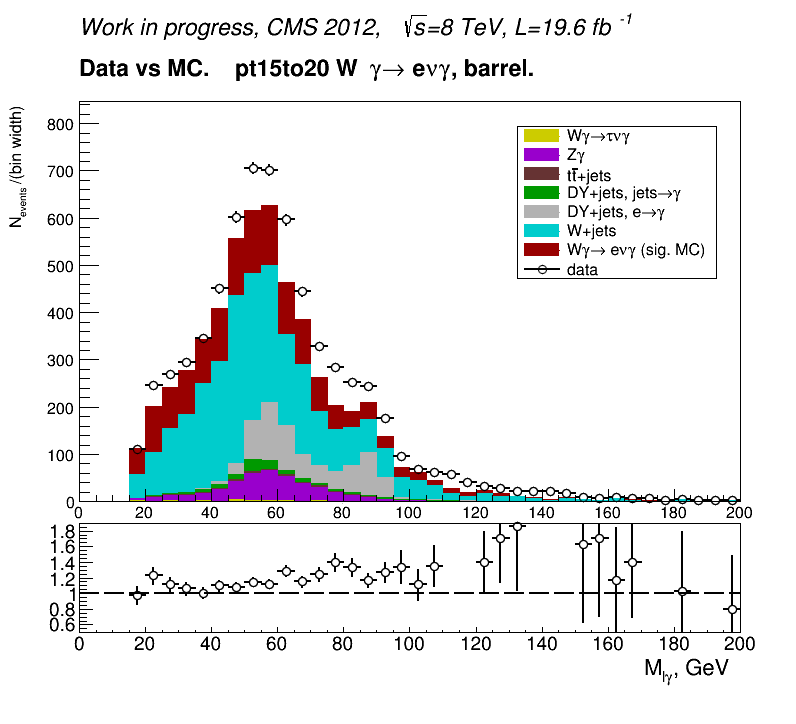 Work in progress, CMS 2012, √s=8 TeV, L=19.6 fb⁻¹
Data vs MC. pt15to20 W γ→ eνγ, barrel.
N_events /(bin width)
800
700
600
500
400
300
200
100
0
Wγ→τνγ
Zγ
tt̅+jets
DY+jets, jets→γ
DY+jets, e→γ
W+jets
Wγ→ eνγ (sig. MC)
data
0 20 40 60 80 100 120 140 160 180 200
1.8
1.6
1.4
1.2
1
0.8
0.6
0 20 40 60 80 100 120 140 160 180 200
M_lγ, GeV